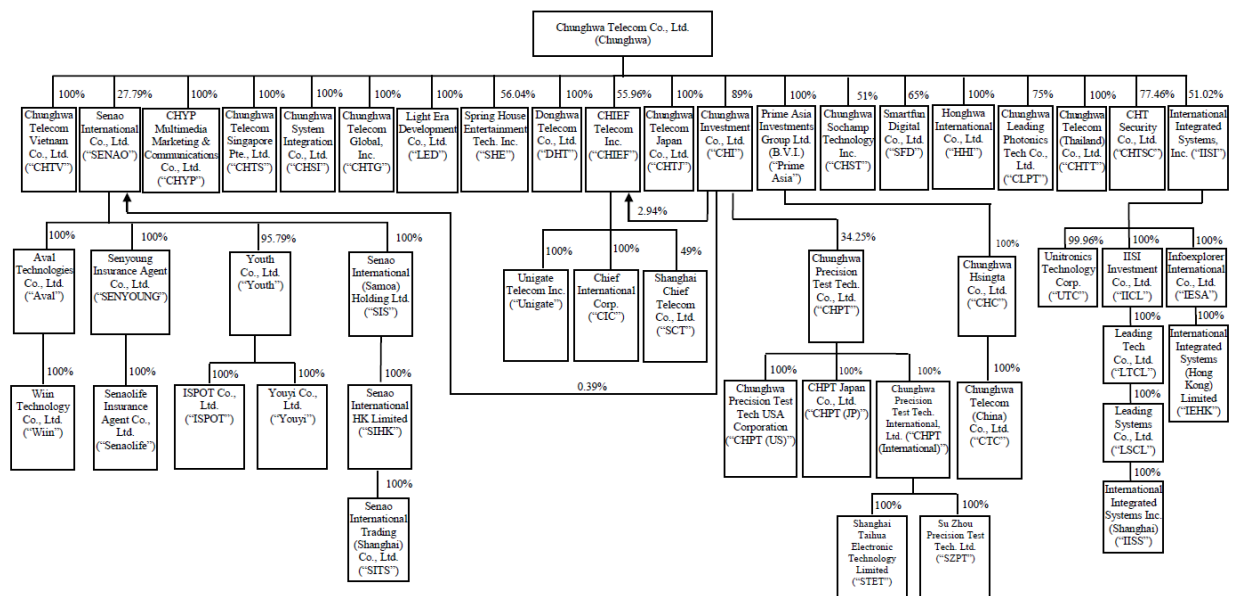 Chunghwa Telecom Co., Ltd.
(Chunghwa)
100%
27.79%
100%
100%
100%
100%
100%
56.04%
100%
55.96%
100%
89%
100%
51%
65%
100%
75%
100%
77.46%
51.02%
Chunghwa
Telecom
Vietnam
Co., Ltd.
(“CHTV)
Senao
International
Co., Ltd.
(“SENAO)
CHYP
Multimedia
Marketing &
Communications
Co., Ltd.
(“CHYP”)
Chunghwa
Telecom
Singapore
Pte., Ltd.
(“CHTS”)
Chunghwa
System
Integration
Co., Ltd.
(“CHSI”)
Chunghwa
Telecom
Global,
Inc.
(“CHTG”)
Light Era
Development
Co., Ltd.
(“LED”)
Spring House
Entertainment
Tech. Inc.
(“SHE”)
Donghwa
Telecom
Co., Ltd.
(“DHT”)
CHIEF
Telecom
Inc.
(“CHIEF”)
Chunghwa
Telecom
Japan
Co., Ltd.
(“CHTJ”)
Chunghwa
Investment
Co., Ltd.
(“CHI”)
Prime Asia
Investments
Group Ltd.
(B.V.I.)
(“Prime
Asia”)
Chunghwa
Sochamp
Technology
Inc.
(“CHST”)
Smartfun
Digital
Co., Ltd.
(“SFD”)
Honghwa
International
Co., Ltd.
(“HHI”)
Chunghwa
Leading
Photonics
Tech Co.,
Ltd.
(“CLPT”)
Chunghwa
Telecom
(Thailand)
Co., Ltd.
(“CHTT”)
CHT
Security
Co., Ltd.
(“CHTSC”)
International
Integrated
Systems,
Inc. (“IISI”)
2.94%
100%
100%
95.79%
100%
100%
100%
49%
34.25%
100%
99.96%
100%
100%
Aval
Technologies
Co., Ltd.
(“Aval”)
Senyoung
Insurance Agent
Co., Ltd.
(“SENYOUNG”)
Youth
Co., Ltd.
(“Youth”)
Senao
International
(Samoa)
Holding Ltd.
(“SIS”)
Unigate
Telecom Inc.
(“Unigate”)
Chief
International
Corp.
(“CIC”)
Shanghai
Chief
Telecom
Co., Ltd.
(“SCT”)
Chunghwa
Precision
Test Tech.
Co., Ltd.
(“CHPT”)
Chunghwa
Hsingta
Co., Ltd.
(“CHC”)
Unitronics
Technology
Corp.
(“UTC”)
IISI
Investment
Co., Ltd.
(“IICL”)
Infoexplorer
International
Co., Ltd.
(“IESA”)
100%
100%
100%
100%
100%
0.39%
100%
100%
100%
100%
100%
100%
Wiin
Technology
Co., Ltd.
(“Wiin”)
Senaolife
Insurance
Agent Co.,
Ltd.
(“Senaolife”)
ISPOT Co.,
Ltd.
(“ISPOT”)
Youyi Co.,
Ltd.
(“Youyi”)
Senao
International
HK Limited
(“SIHK”)
Chunghwa
Precision Test
Tech USA
Corporation
(“CHPT (US)”)
CHPT Japan
Co., Ltd.
(“CHPT (JP)”)
Chunghwa
Precision
Test Tech.
International,
Ltd. (“CHPT
(International)”)
Chunghwa
Telecom
(China)
Co., Ltd.
(“CTC”)
Leading
Tech
Co., Ltd.
(“LTCL”)
International
Integrated
Systems
(Hong
Kong)
Limited
(“IEHK”)
100%
Leading
Systems
Co., Ltd.
(“LSCL”)
100%
100%
100%
100%
Senao
International
Trading
(Shanghai)
Co., Ltd.
(“SITS”)
Shanghai
Taihua
Electronic
Technology
Limited
(“STET”)
Su Zhou
Precision Test
Tech. Ltd.
(“SZPT”)
International
Integrated
Systems Inc.
(Shanghai)
(“IISS”)